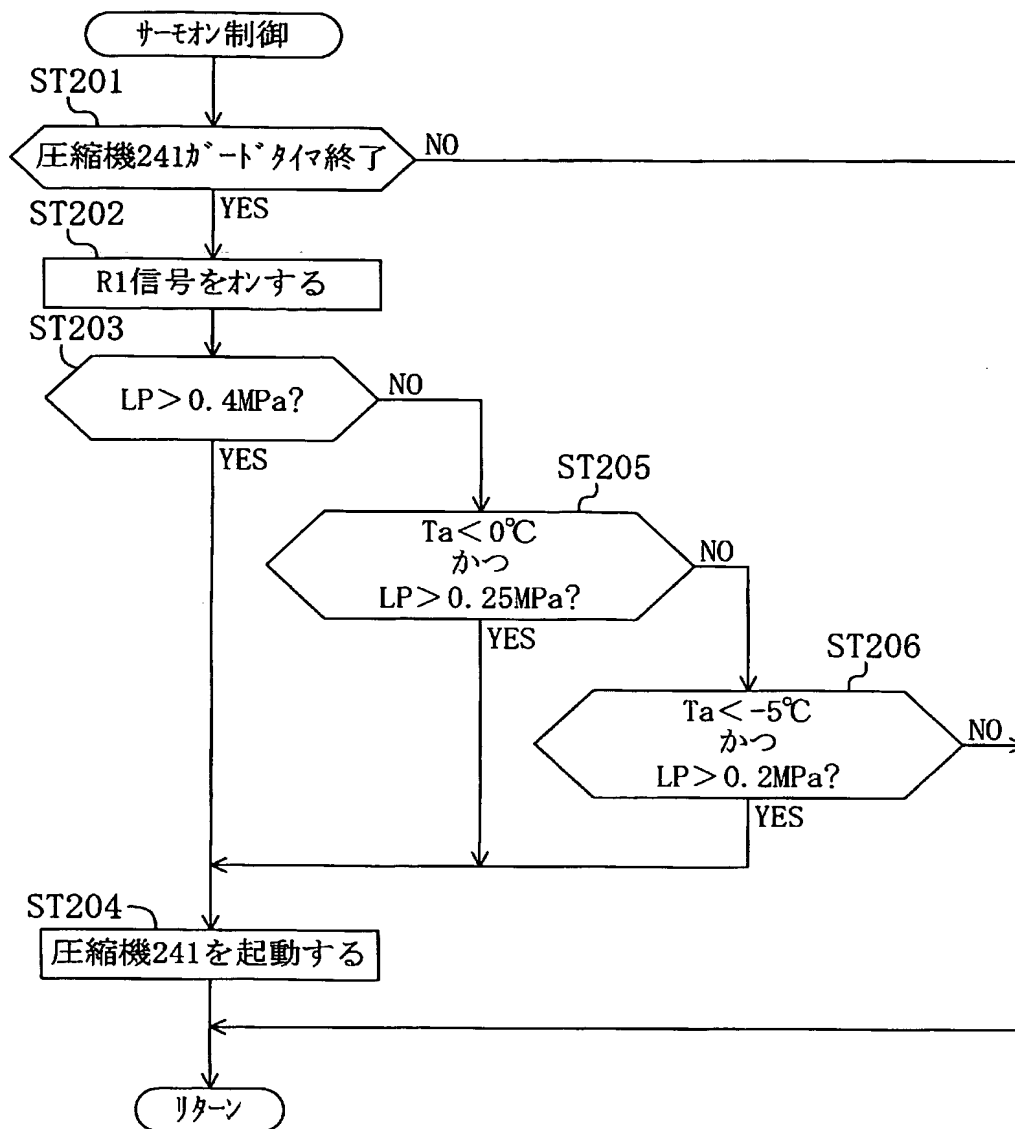 サーモオン制御
ST201
圧縮機241ガードタイマ終了
NO
YES
ST202
R1信号をオンする
ST203
LP>0.4MPa?
NO
YES
ST205
Ta<0℃
かつ
LP>0.25MPa?
NO
YES
ST206
Ta<-5℃
かつ
LP>0.2MPa?
NO
YES
ST204
圧縮機241を起動する
リターン